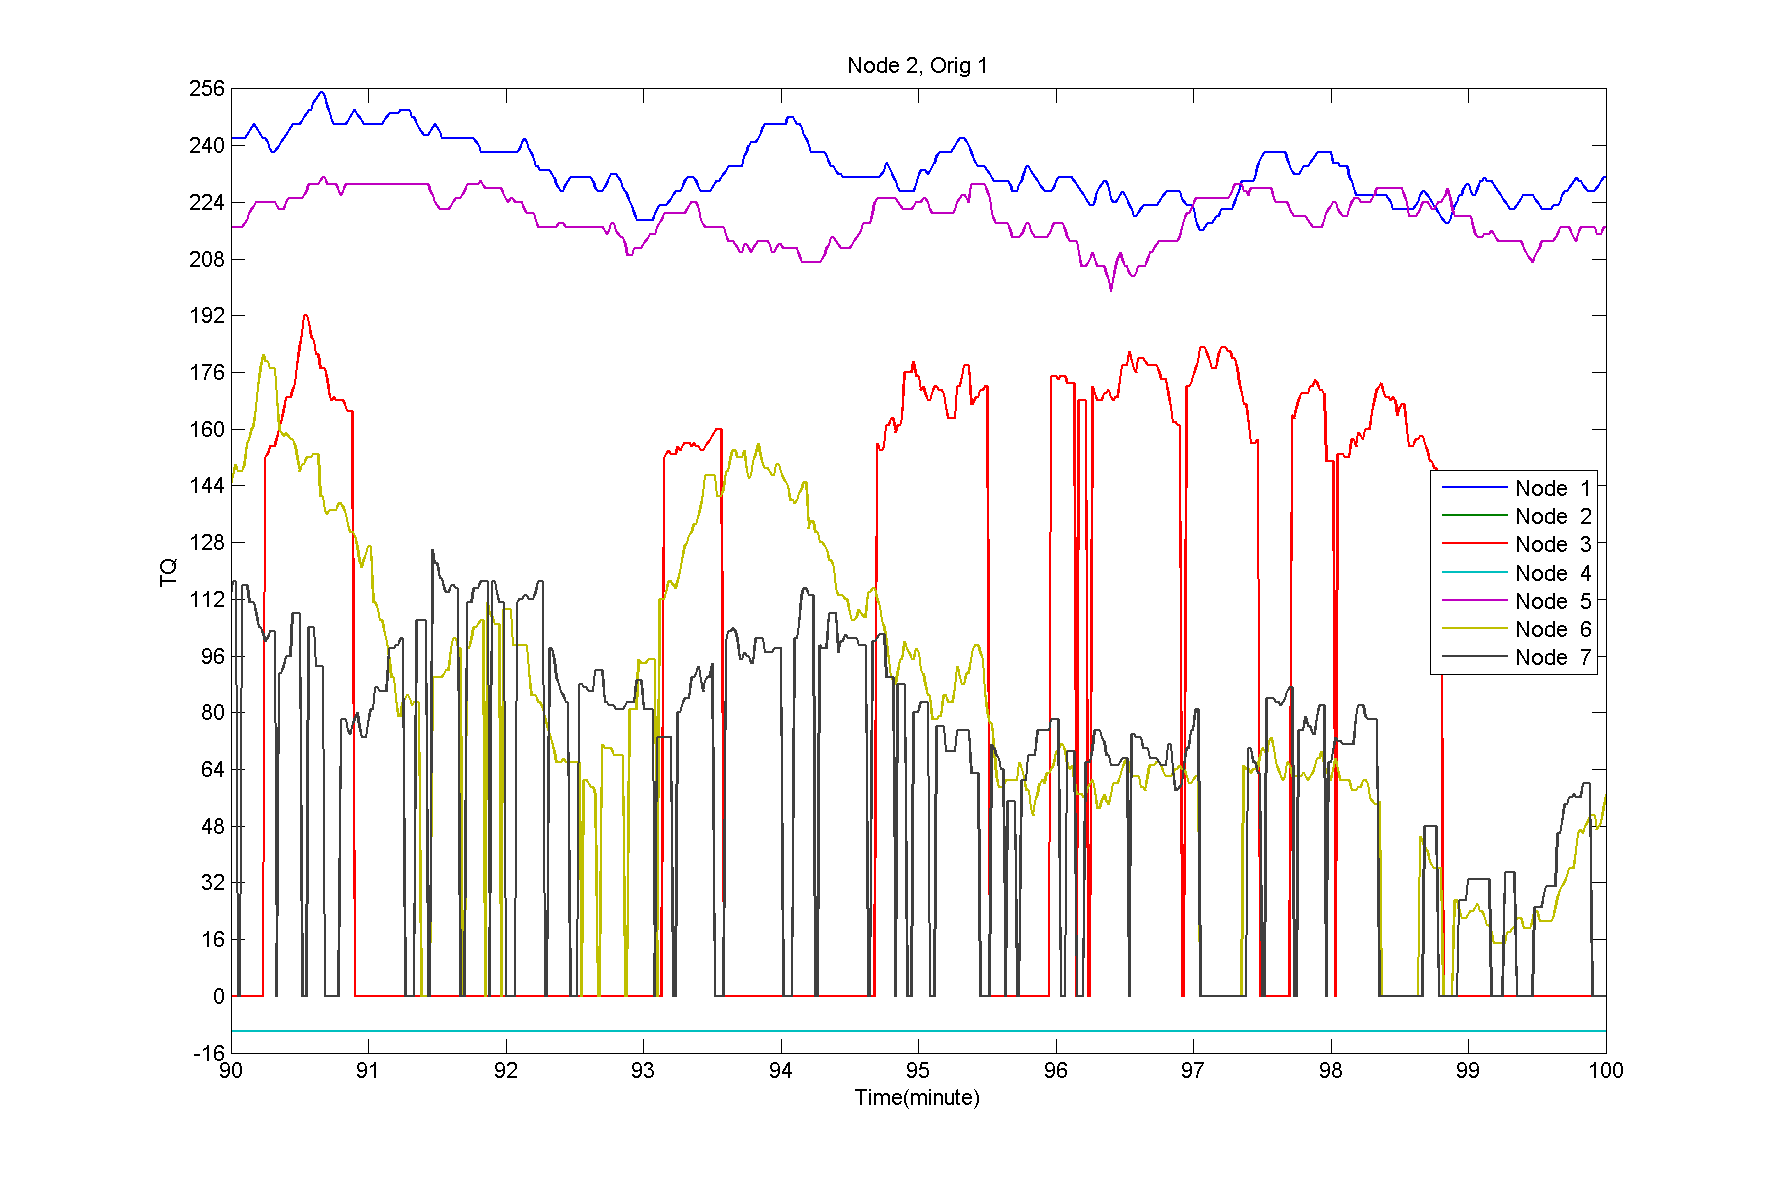 Node 2, Orig 1
256
240
224
208
192
176
160
144
128
112
96
80
64
48
32
16
0
-16
TQ
Node 1
Node 2
Node 3
Node 4
Node 5
Node 6
Node 7
90 91 92 93 94 95 96 97 98 99 100
Time(minute)